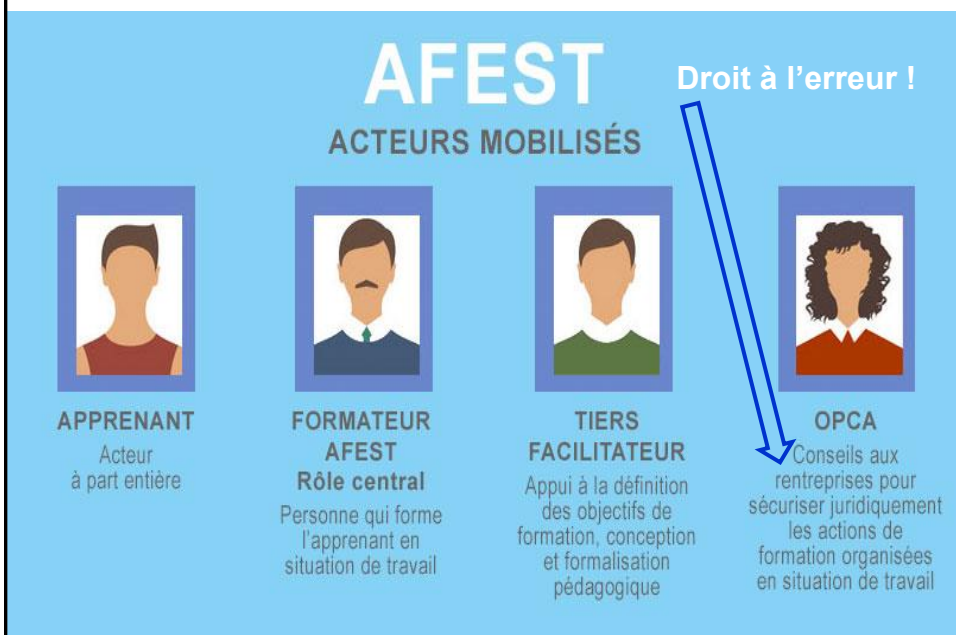 AFEST
Droit à l’erreur !
ACTEURS MOBILISÉS
APPRENANT
Acteur
à part entière
FORMATEUR
AFEST
Rôle central
Personne qui forme
l’apprenant en
situation de travail
TIERS
FACILITATEUR
Appui à la définition
des objectifs de
formation, conception
et formalisation
pédagogique
OPCA
Conseils aux
rentreprises pour
sécuriser juridiquement
les actions de
formation organisées
en situation de travail